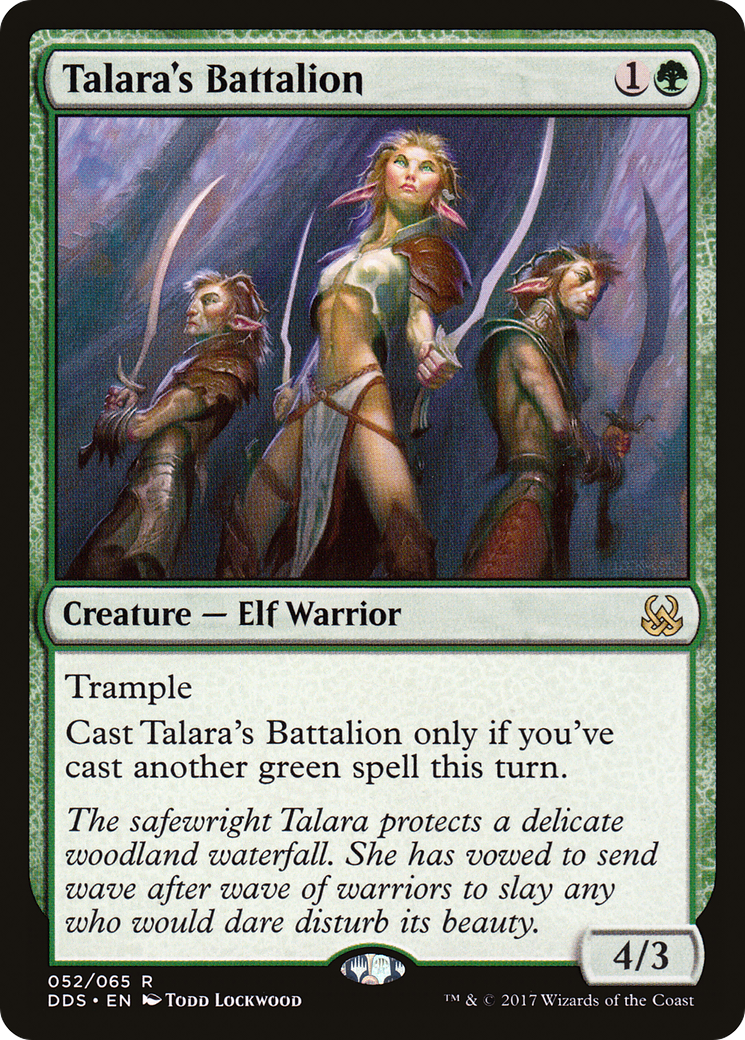 Talara's Battalion 1
Creature — Elf Warrior
Trample
Cast Talara's Battalion only if you've
cast another green spell this turn.
The safewright Talara protects a delicate
woodland waterfall. She has vowed to send
wave after wave of warriors to slay any
who would dare disturb its beauty.
4/3
052/065 R
DDS • EN Todd Lockwood
™ & © 2017 Wizards of the Coast